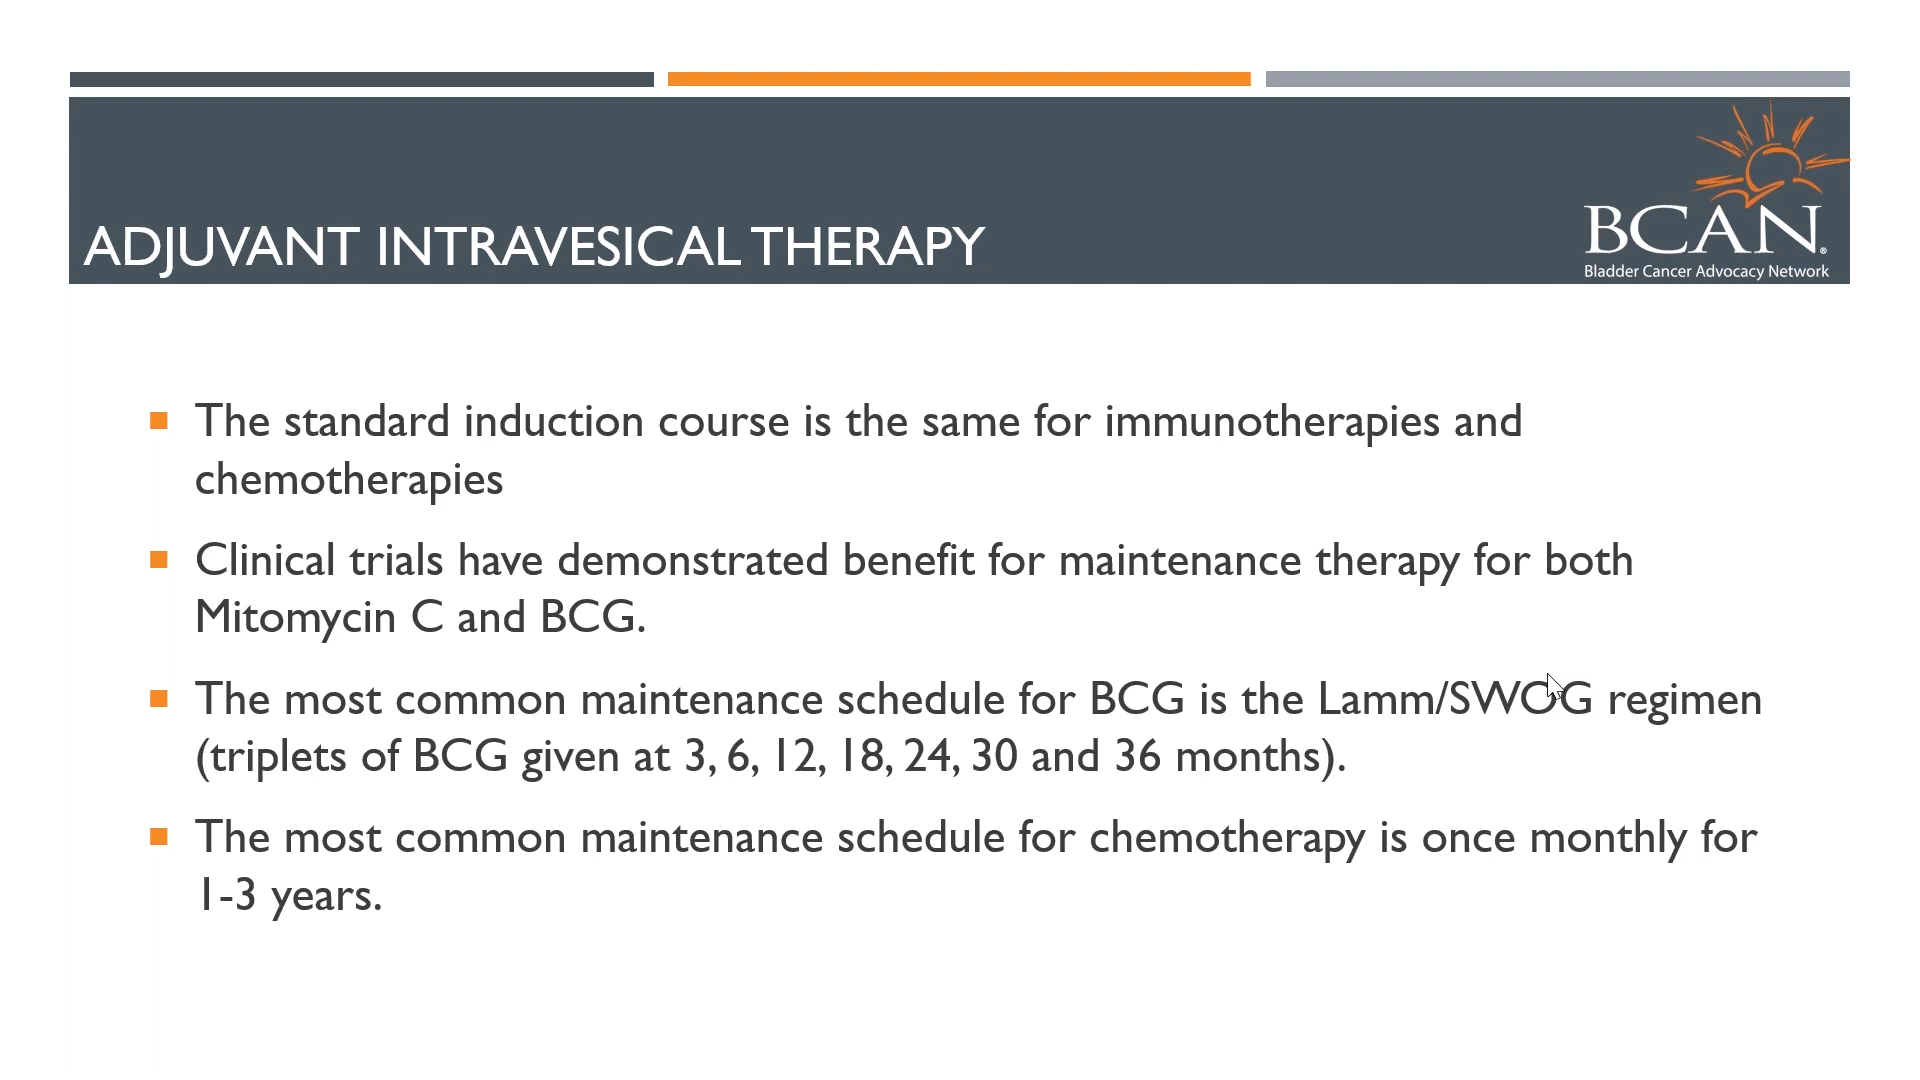 BCAN®
Bladder Cancer Advocacy Network
ADJUVANT INTRAVESICAL THERAPY
The standard induction course is the same for immunotherapies and
chemotherapies
Clinical trials have demonstrated benefit for maintenance therapy for both
Mitomycin C and BCG.
The most common maintenance schedule for BCG is the Lamm/SWOG regimen
(triplets of BCG given at 3, 6, 12, 18, 24, 30 and 36 months).
The most common maintenance schedule for chemotherapy is once monthly for
1-3 years.